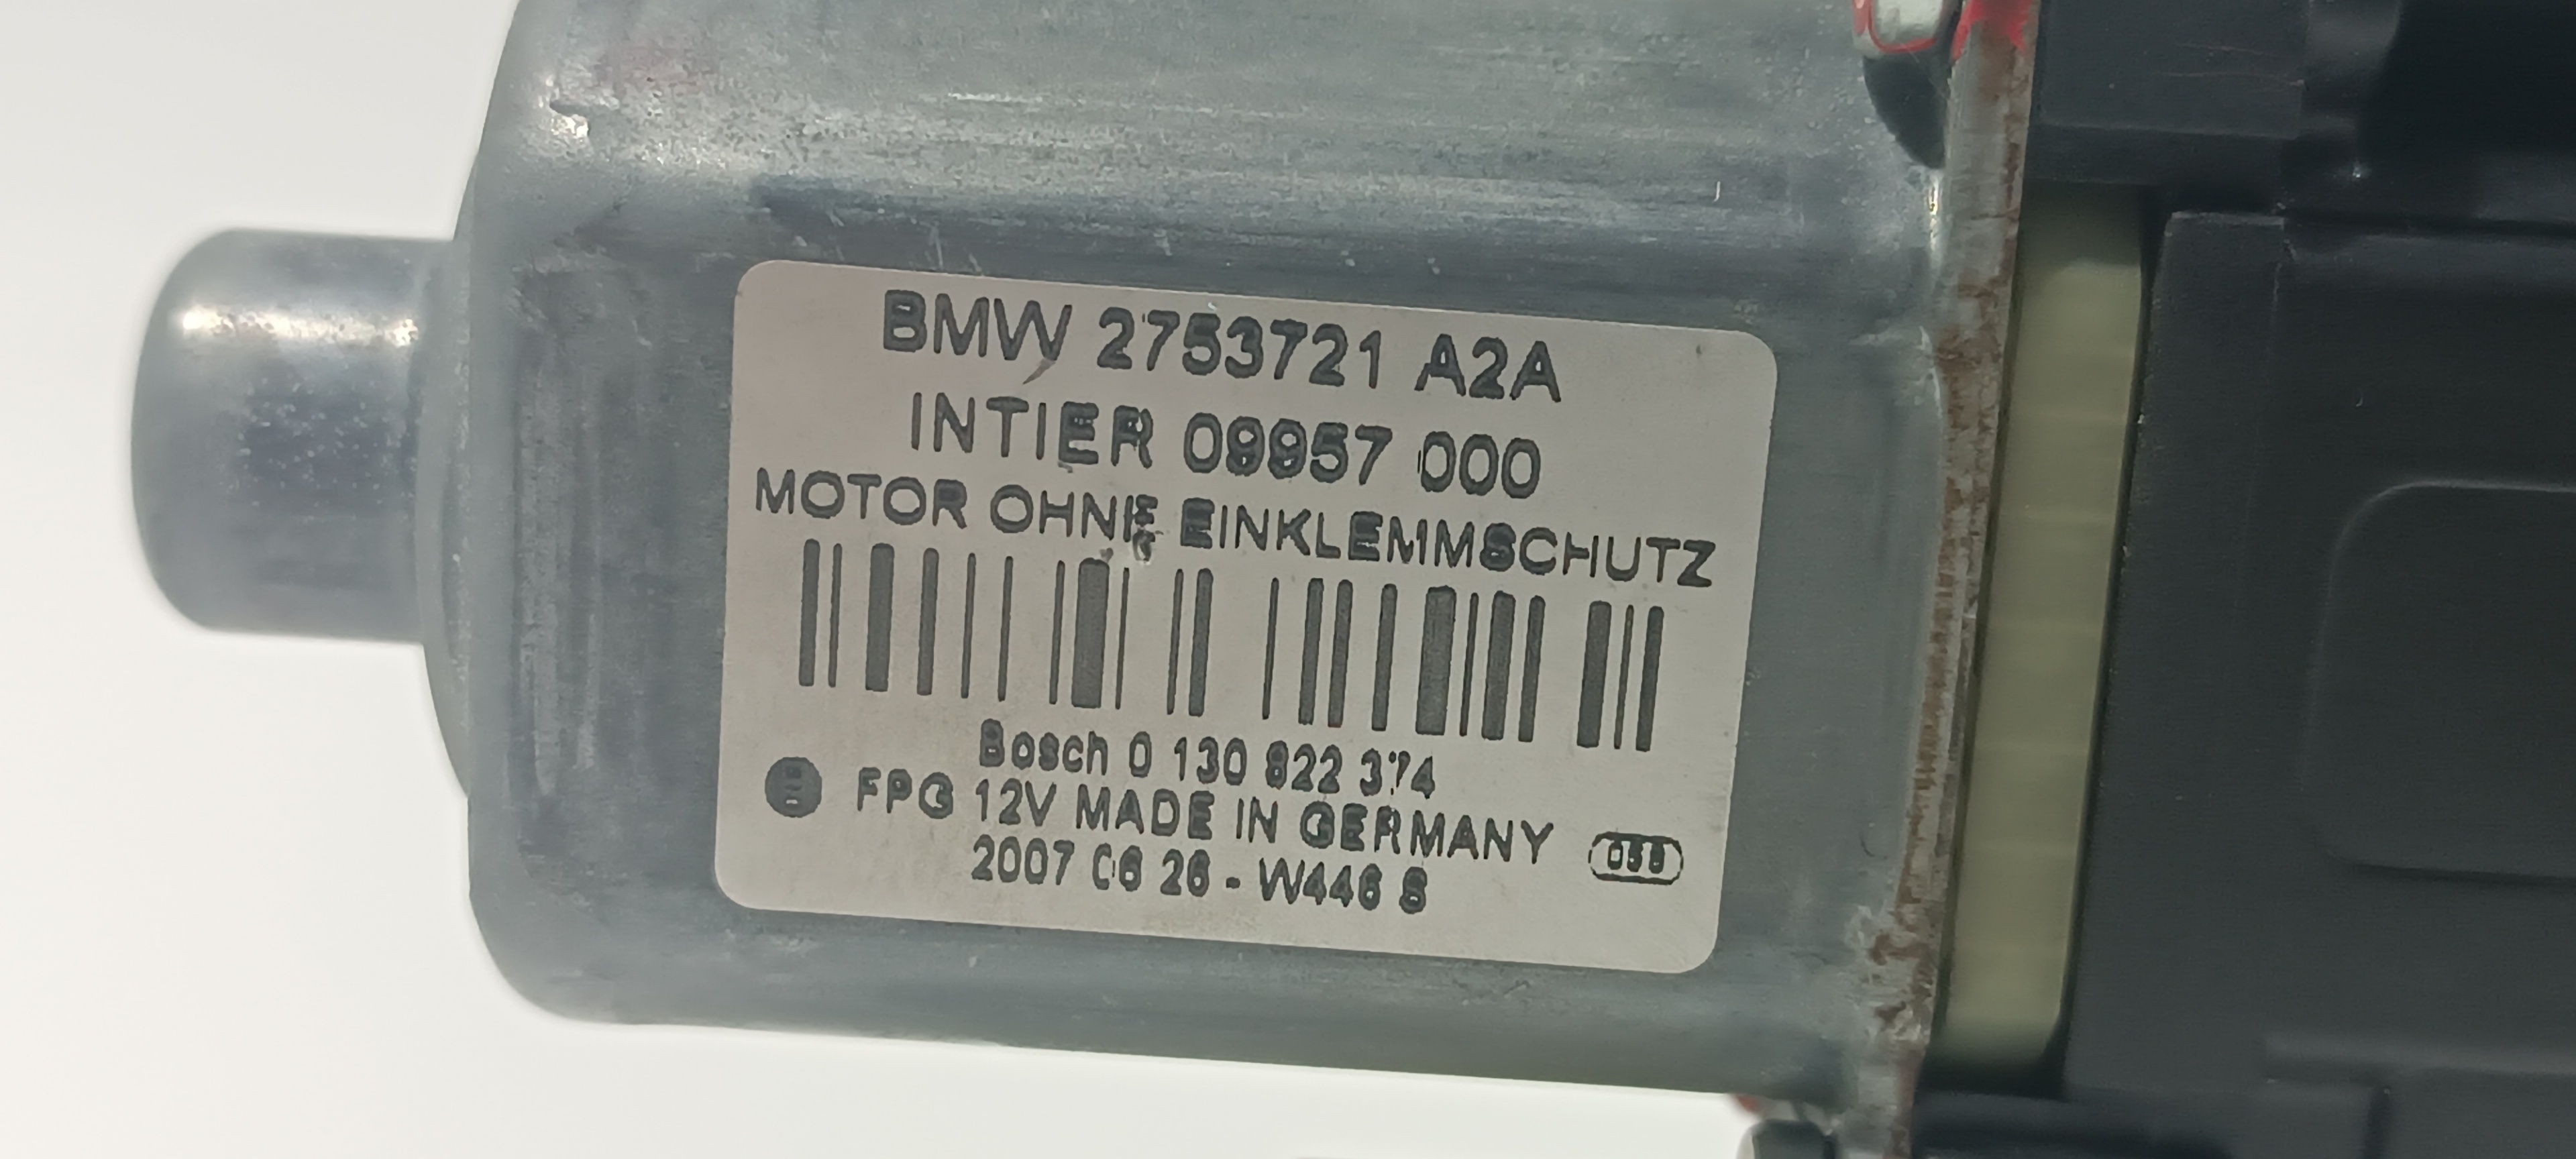 BMW 2753721 A2A
INTIER 09957 000
MOTOR OHNE EINKLEMMSCHUTZ
Bosch 0 130 822 374
FPG 12V MADE IN GERMANY
2007 06 26 - W446 S